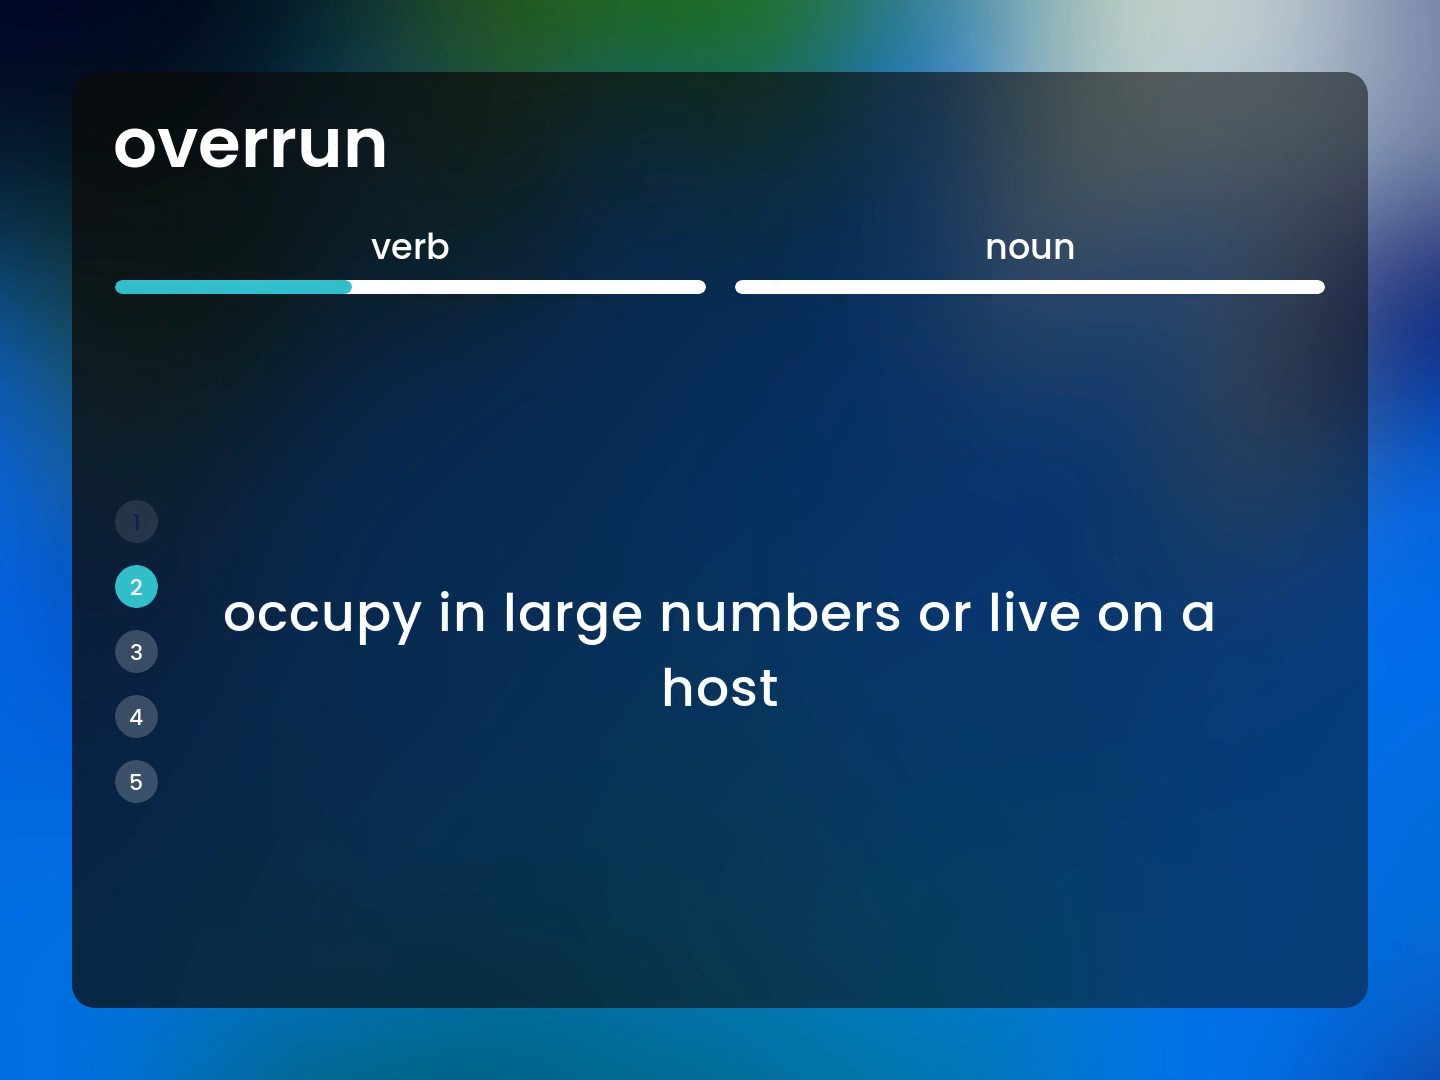 overrun
verb
noun
1
2
3
4
5
occupy in large numbers or live on a
host